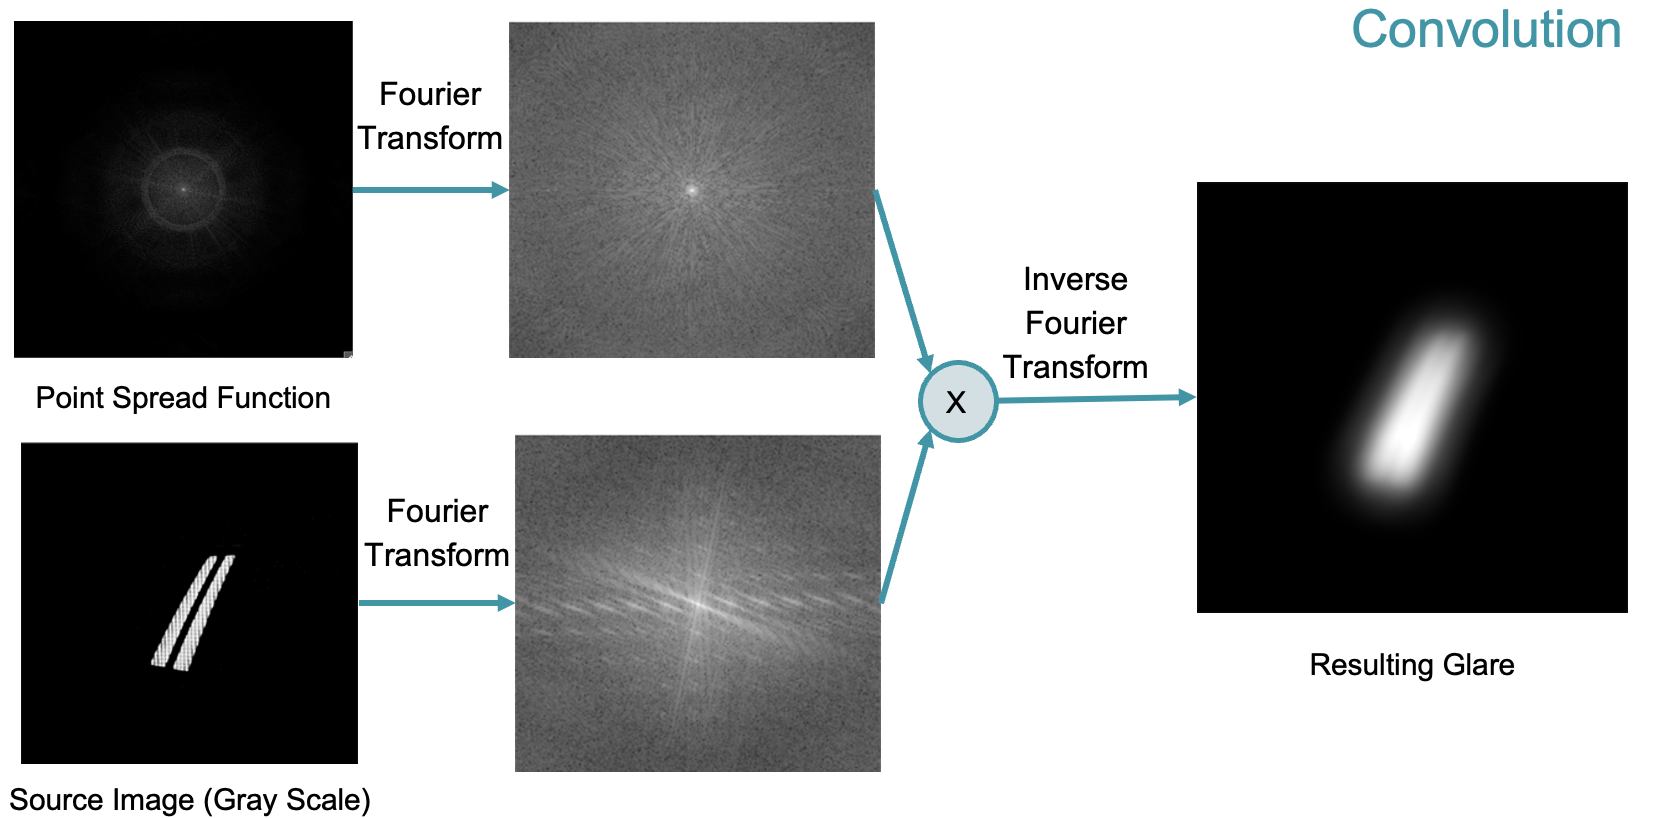 Convolution
Fourier
Transform
Point Spread Function
Inverse
Fourier
Transform
X
Fourier
Transform
Resulting Glare
Source Image (Gray Scale)